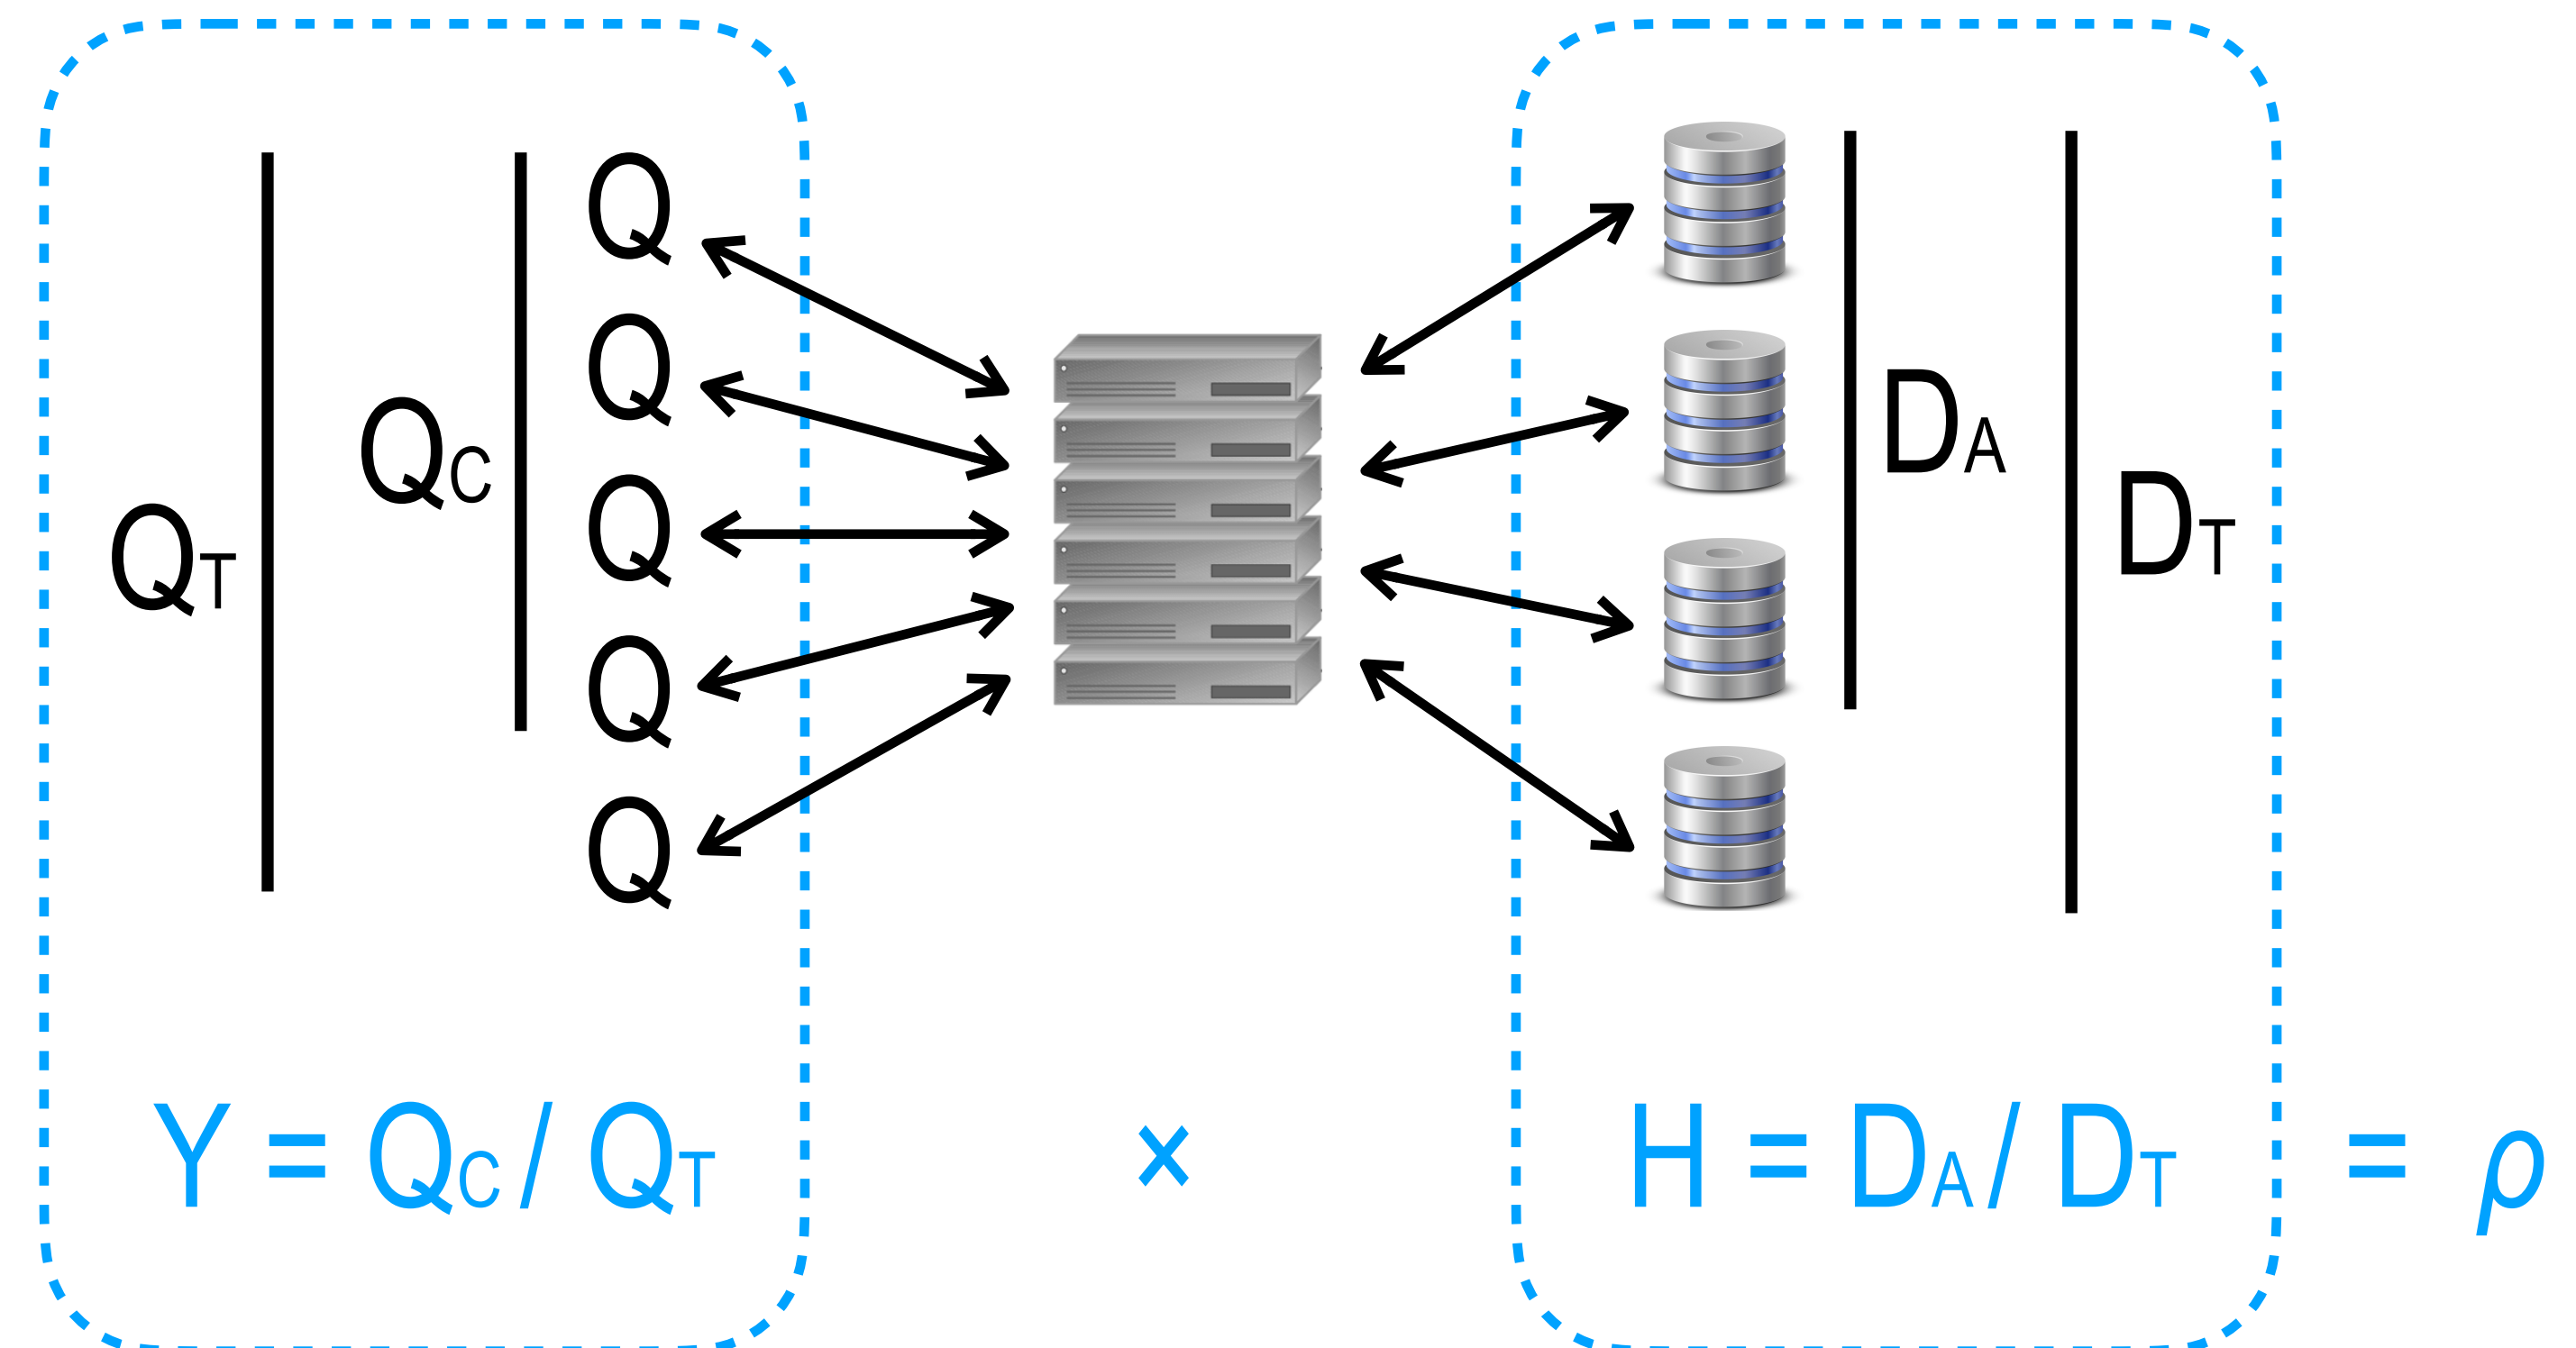 Q
Q
Q
Q
Q
QC
QT
DA
DT
Y = QC / QT × H = DA / DT = ρ